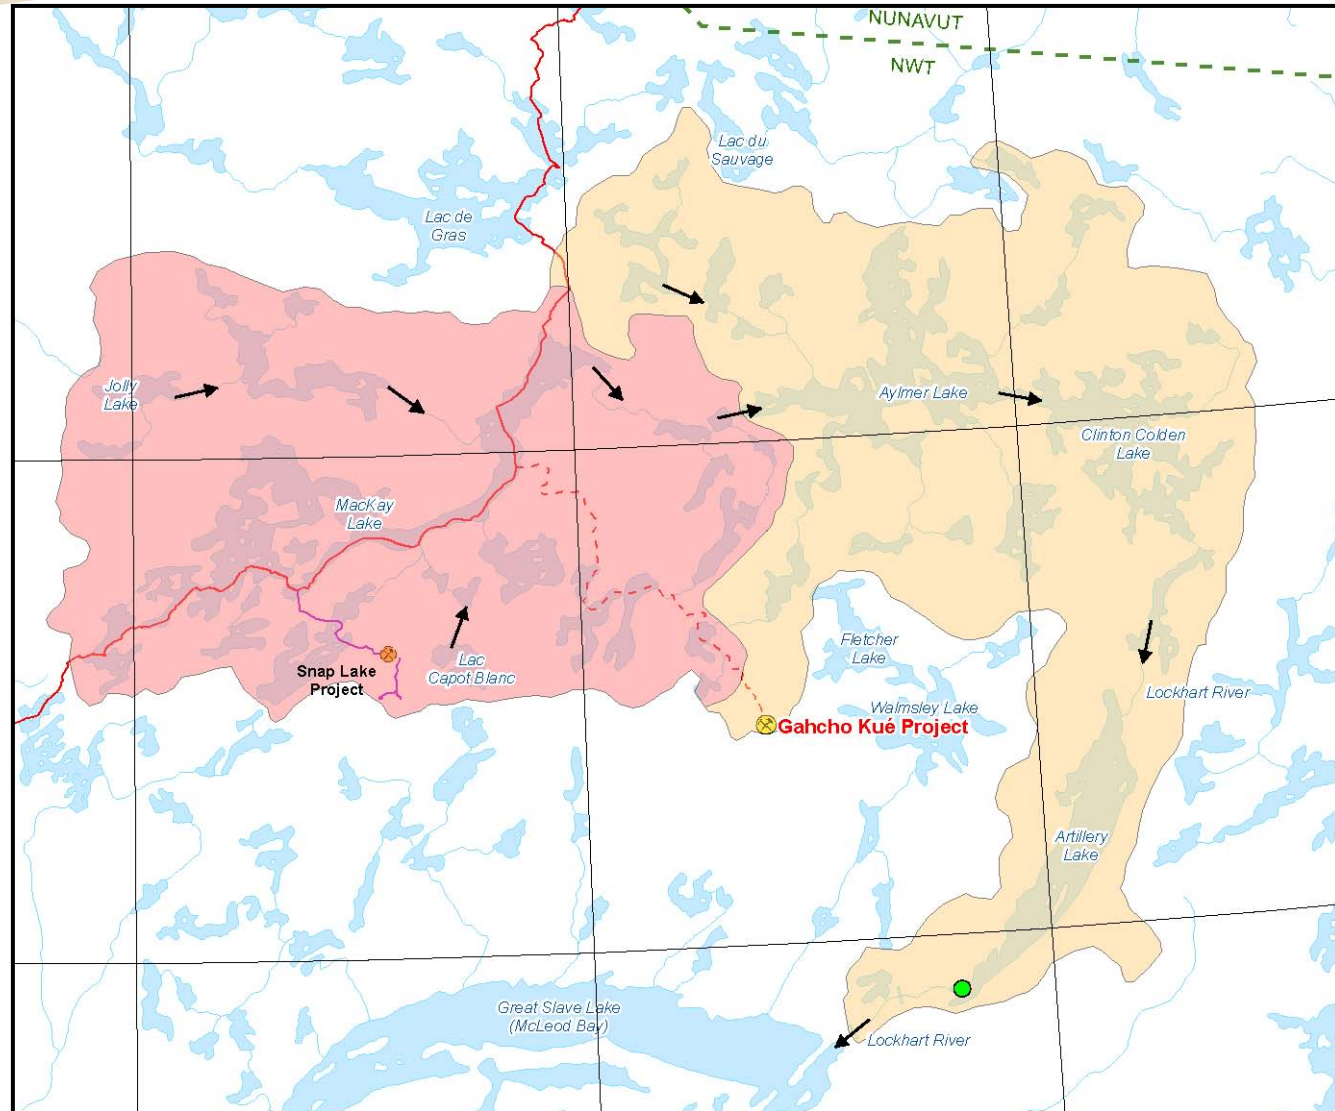 NUNAVUT
NWT
Lac du
Sauvage
Lac de
Gras
Jolly
Lake
Aylmer Lake
Clinton Colden
Lake
MacKay
Lake
Fletcher
Lake
Snap Lake
Project
Lac
Capot Blanc
Lockhart River
Walmsley Lake
Gahcho Kué Project
Artillery
Lake
Great Slave Lake
(McLeod Bay)
Lockhart River